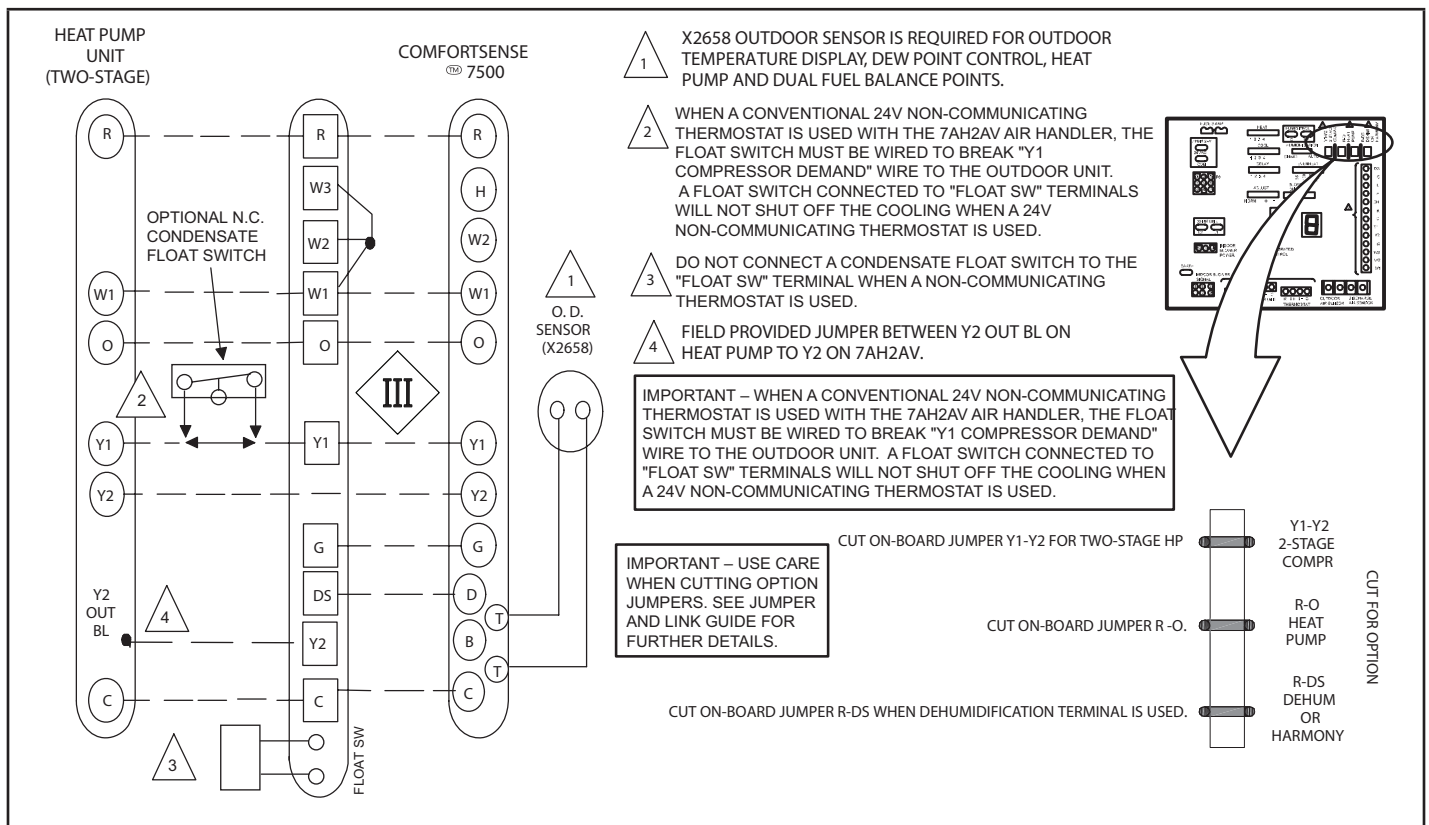 HEAT PUMP
UNIT
(TWO-STAGE)
COMFORTSENSE
™ 7500
R
R
R
W3
H
OPTIONAL N.C.
CONDENSATE
FLOAT SWITCH
W2
W2
W1
W1
W1
O
O
O
2
III
Y1
Y1
Y1
Y2
Y2
G
G
DS
D
T
Y2
OUT
BL
4
Y2
B
T
C
C
C
3
FLOAT SW
1
O. D.
SENSOR
(X2658)
1
X2658 OUTDOOR SENSOR IS REQUIRED FOR OUTDOOR
TEMPERATURE DISPLAY, DEW POINT CONTROL, HEAT
PUMP AND DUAL FUEL BALANCE POINTS.
2
WHEN A CONVENTIONAL 24V NON-COMMUNICATING
THERMOSTAT IS USED WITH THE 7AH2AV AIR HANDLER, THE
FLOAT SWITCH MUST BE WIRED TO BREAK "Y1
COMPRESSOR DEMAND" WIRE TO THE OUTDOOR UNIT.
A FLOAT SWITCH CONNECTED TO "FLOAT SW" TERMINALS
WILL NOT SHUT OFF THE COOLING WHEN A 24V
NON-COMMUNICATING THERMOSTAT IS USED.
3
DO NOT CONNECT A CONDENSATE FLOAT SWITCH TO THE
"FLOAT SW" TERMINAL WHEN A NON-COMMUNICATING
THERMOSTAT IS USED.
4
FIELD PROVIDED JUMPER BETWEEN Y2 OUT BL ON
HEAT PUMP TO Y2 ON 7AH2AV.
IMPORTANT – WHEN A CONVENTIONAL 24V NON-COMMUNICATING
THERMOSTAT IS USED WITH THE 7AH2AV AIR HANDLER, THE FLOAT
SWITCH MUST BE WIRED TO BREAK "Y1 COMPRESSOR DEMAND"
WIRE TO THE OUTDOOR UNIT. A FLOAT SWITCH CONNECTED TO
"FLOAT SW" TERMINALS WILL NOT SHUT OFF THE COOLING WHEN
A 24V NON-COMMUNICATING THERMOSTAT IS USED.
IMPORTANT – USE CARE
WHEN CUTTING OPTION
JUMPERS. SEE JUMPER
AND LINK GUIDE FOR
FURTHER DETAILS.
CUT ON-BOARD JUMPER Y1-Y2 FOR TWO-STAGE HP
Y1-Y2
2-STAGE
COMPR
CUT ON-BOARD JUMPER R -O.
R-O
HEAT
PUMP
CUT ON-BOARD JUMPER R-DS WHEN DEHUMIDIFICATION TERMINAL IS USED.
R-DS
DEHUM
OR
HARMONY
CUT FOR OPTION
HEAT
COOL
DELAY
ADJUST
INDOOR
BLOWER
POWER
THERMOSTAT
OUTDOOR
AIR SENSOR